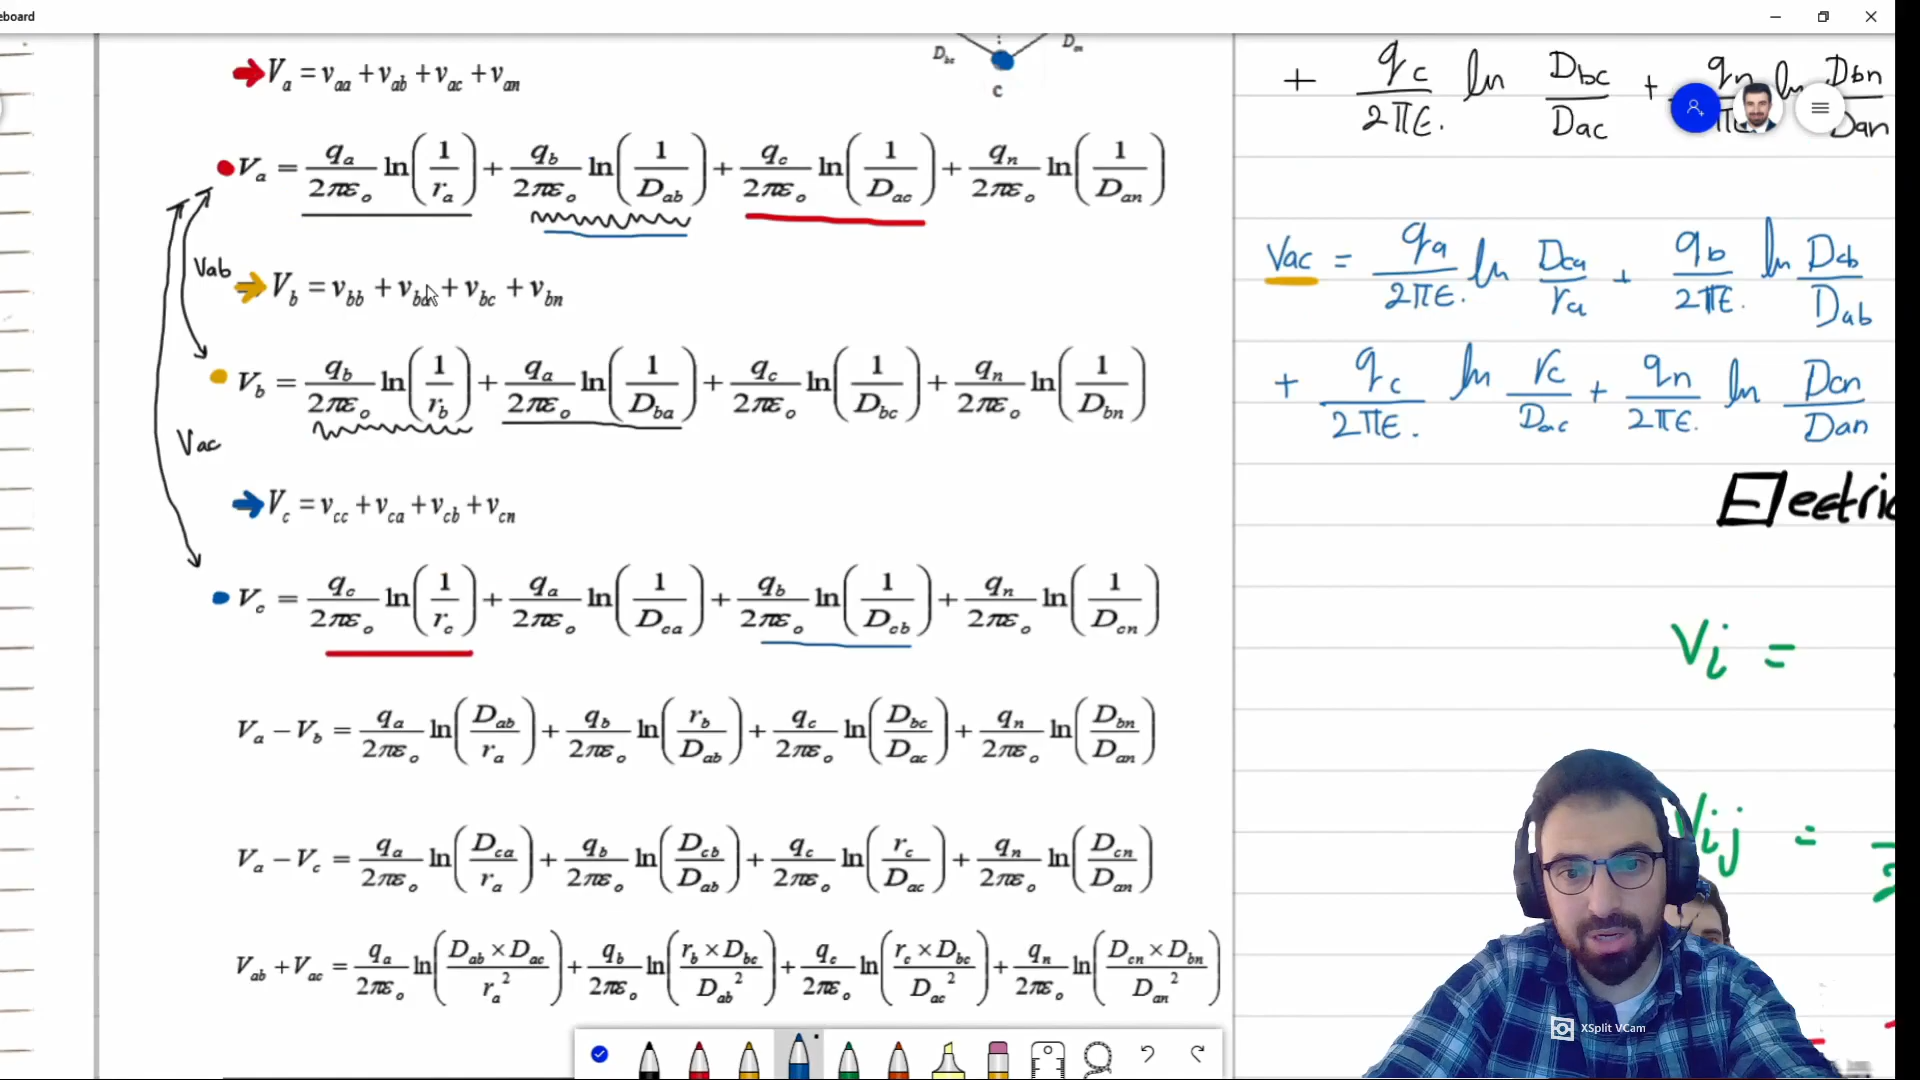 eboard
D_bc
c
V_a = v_aa + v_ab + v_ac + v_an
V_a = q_a/2πε_o ln(1/r_a) + q_b/2πε_o ln(1/D_ab) + q_c/2πε_o ln(1/D_ac) + q_n/2πε_o ln(1/D_an)
Vab
V_b = v_bb + v_ba + v_bc + v_bn
V_b = q_b/2πε_o ln(1/r_b) + q_a/2πε_o ln(1/D_ba) + q_c/2πε_o ln(1/D_bc) + q_n/2πε_o ln(1/D_bn)
Vac
V_c = v_cc + v_ca + v_cb + v_cn
V_c = q_c/2πε_o ln(1/r_c) + q_a/2πε_o ln(1/D_ca) + q_b/2πε_o ln(1/D_cb) + q_n/2πε_o ln(1/D_cn)
V_a − V_b = q_a/2πε_o ln(D_ab/r_a) + q_b/2πε_o ln(r_b/D_ab) + q_c/2πε_o ln(D_bc/D_ac) + q_n/2πε_o ln(D_bn/D_an)
V_a − V_c = q_a/2πε_o ln(D_ca/r_a) + q_b/2πε_o ln(D_cb/D_ab) + q_c/2πε_o ln(r_c/D_ac) + q_n/2πε_o ln(D_cn/D_an)
V_ab + V_ac = q_a/2πε_o ln(D_ab × D_ac/r_a²) + q_b/2πε_o ln(r_b × D_bc/D_ab²) + q_c/2πε_o ln(r_c × D_bc/D_ac²) + q_n/2πε_o ln(D_cn × D_bn/D_an²)
+ q_c/2πε. ln D_bc/D_ac + q_n ln D_bn/D_an
Vac = q_a/2πε. ln D_ca/r_a + q_b/2πε. ln D_cb/D_ab
+ q_c/2πε. ln r_c/D_ac + q_n/2πε. ln D_cn/D_an
Electric
V_i =
V_ij =
XSplit VCam